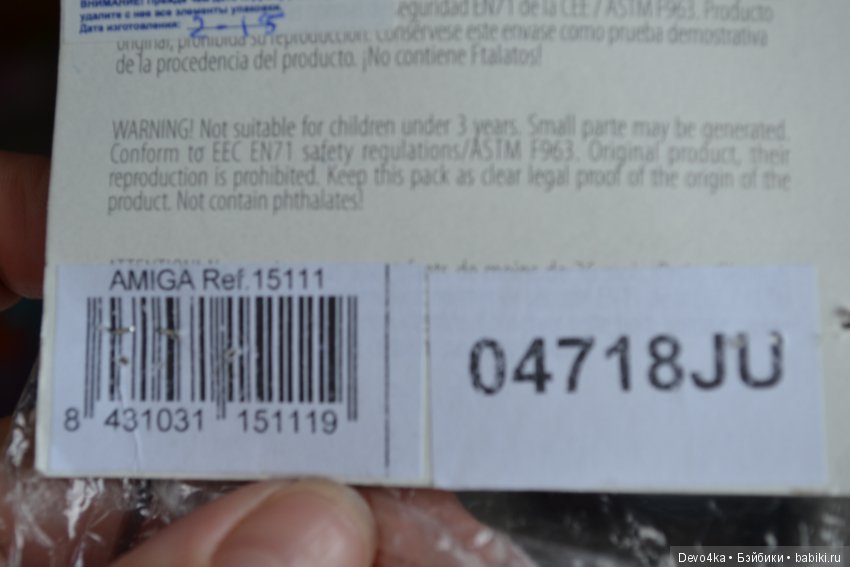 ВНИМАНИЕ! Прежде чем
удалите с нее все элементы упаковки.
Дата изготовления: 2-15
seguridad EN71 de la CEE / ASTM F963. Producto
original, prohibida su reproducción. Consérvese este envase como prueba demostrativa
de la procedencia del producto. ¡No contiene Ftalatos!
WARNING! Not suitable for children under 3 years. Small parte may be generated.
Conform to EEC EN71 safety regulations/ASTM F963. Original product, their
reproduction is prohibited. Keep this pack as clear legal proof of the origin of the
product. Not contain phthalates!
AMIGA Ref.15111
8 431031 151119
04718JU
Devo4ka • Бэйбики • babiki.ru